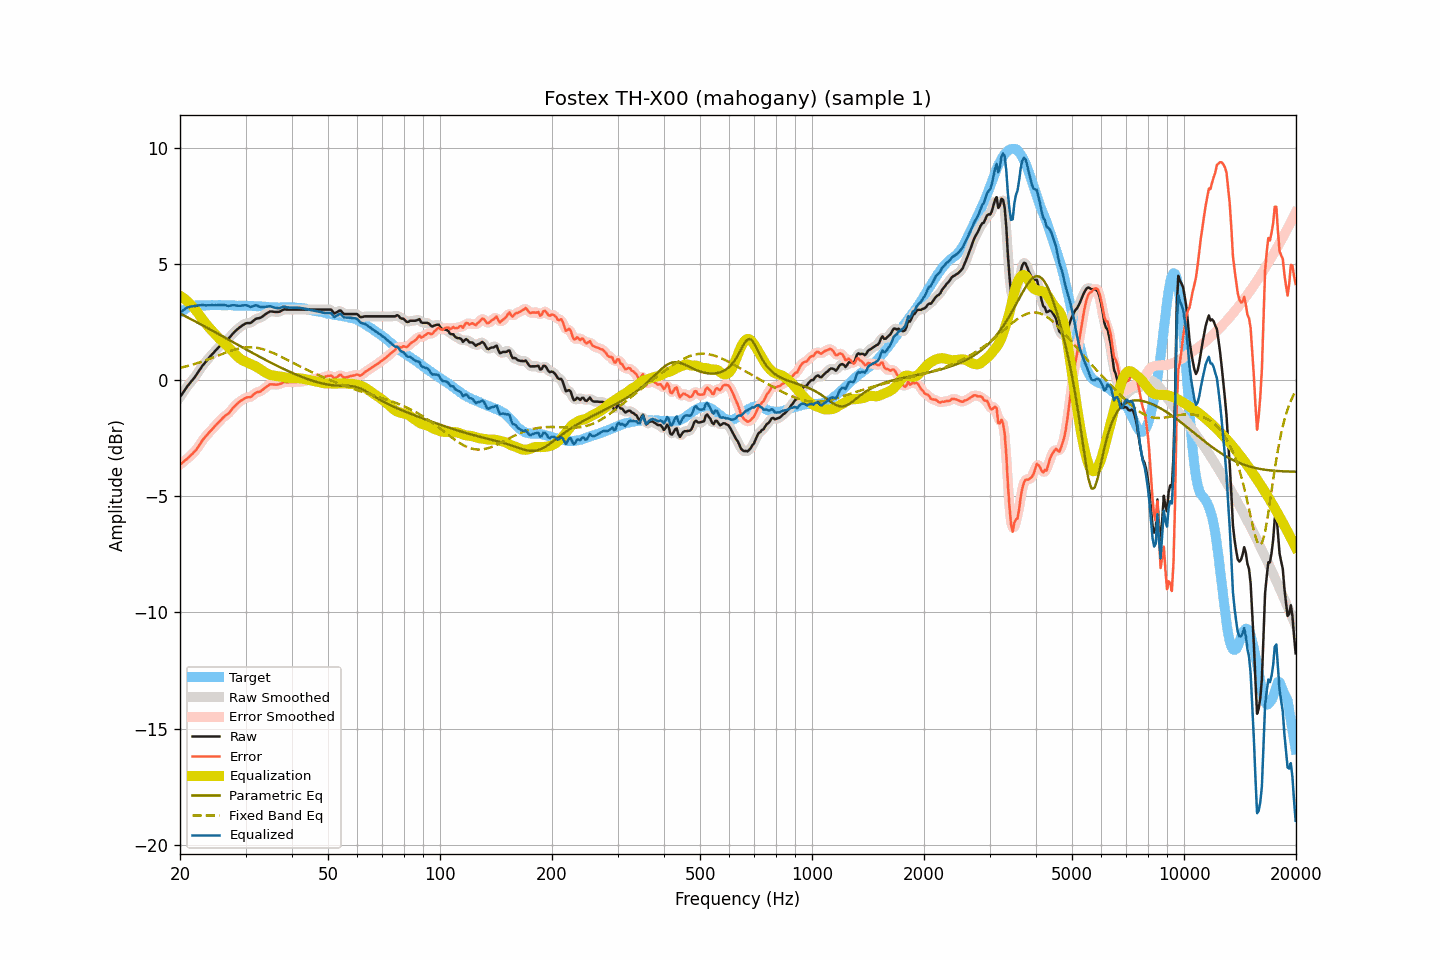 Fostex TH-X00 (mahogany) (sample 1)
10
5
0
−5
−10
−15
−20
Amplitude (dBr)
Target
Raw Smoothed
Error Smoothed
Raw
Error
Equalization
Parametric Eq
Fixed Band Eq
Equalized
20 50 100 200 500 1000 2000 5000 10000 20000
Frequency (Hz)